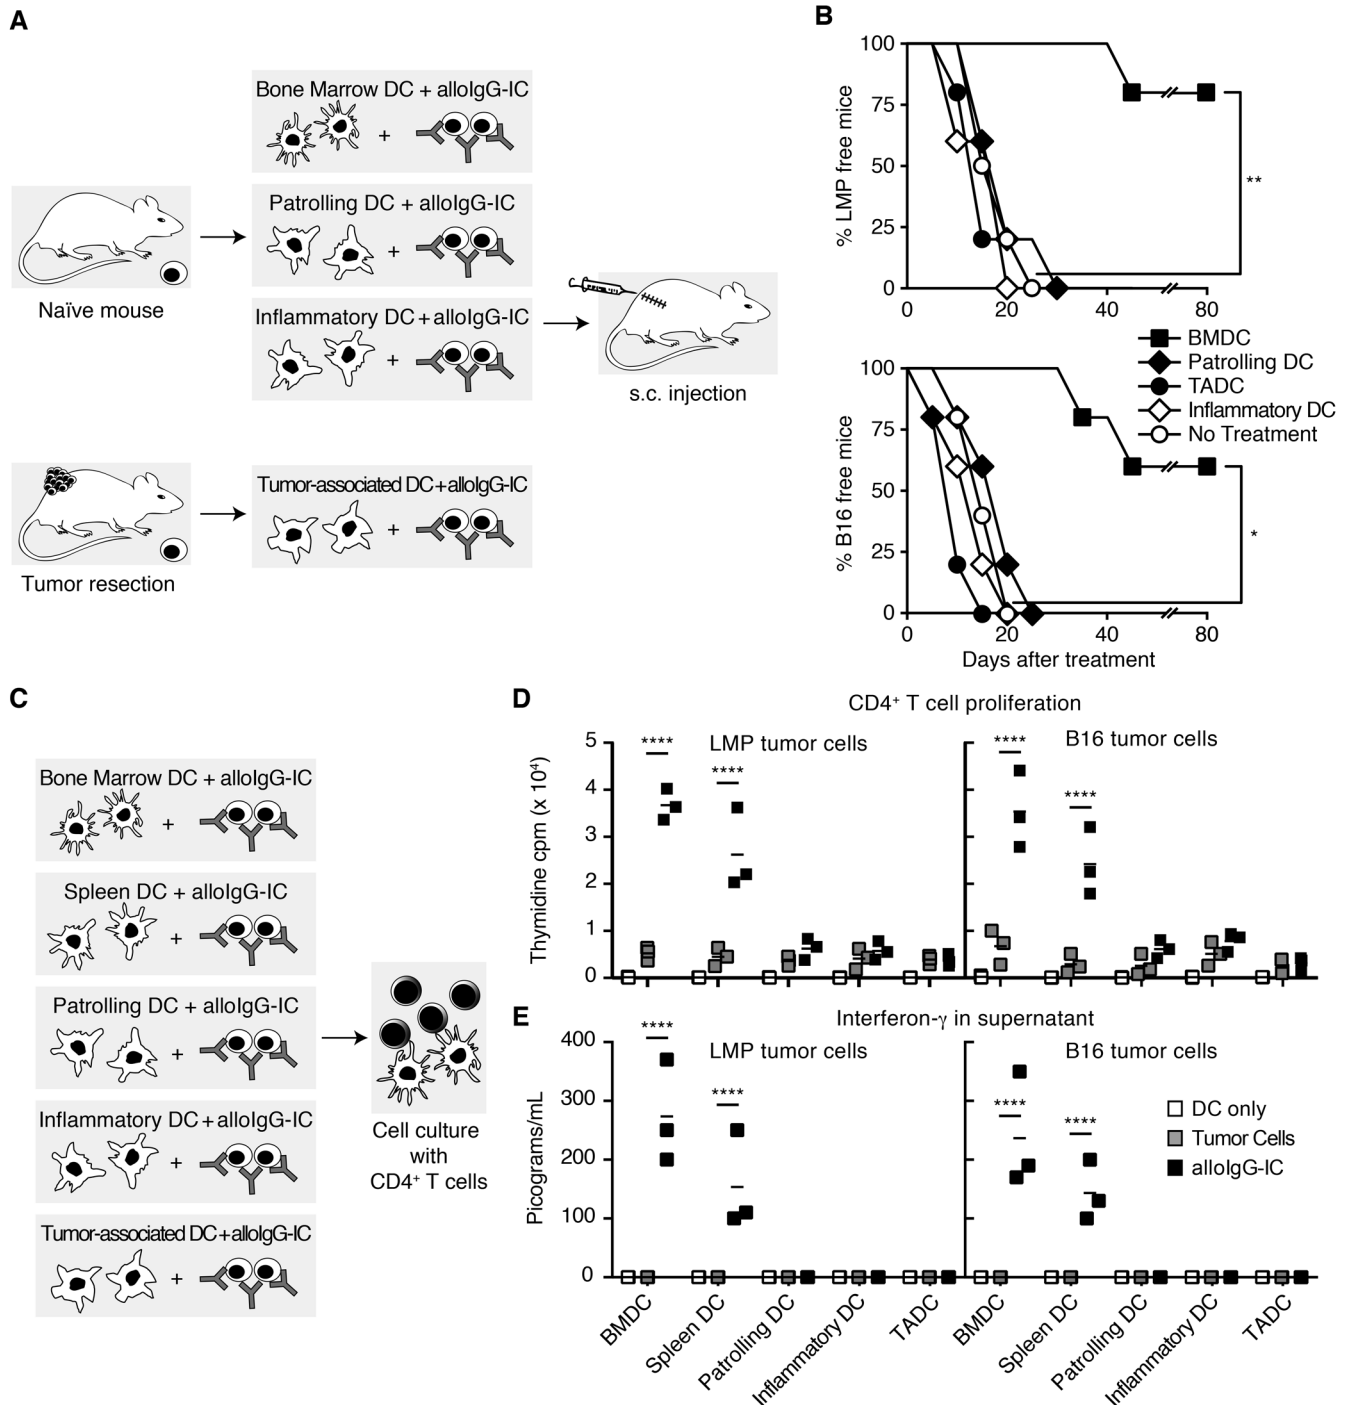 A
Bone Marrow DC + alloIgG-IC
+
Patrolling DC + alloIgG-IC
+
Naïve mouse
Inflammatory DC + alloIgG-IC
+
s.c. injection
Tumor-associated DC + alloIgG-IC
+
Tumor resection
B
% LMP free mice
100
75
50
25
0
0 20 40 80
**
BMDC
Patrolling DC
TADC
Inflammatory DC
No Treatment
% B16 free mice
100
75
50
25
0
0 20 40 80
*
Days after treatment
C
Bone Marrow DC + alloIgG-IC
+
Spleen DC + alloIgG-IC
+
Patrolling DC + alloIgG-IC
+
Inflammatory DC + alloIgG-IC
+
Tumor-associated DC + alloIgG-IC
+
Cell culture
with
CD4+ T cells
D
CD4+ T cell proliferation
LMP tumor cells
B16 tumor cells
Thymidine cpm (x 10⁴)
5
4
3
2
1
0
****
****
****
****
E
Interferon-γ in supernatant
LMP tumor cells
B16 tumor cells
Picograms/mL
400
300
200
100
0
****
****
****
****
DC only
Tumor Cells
alloIgG-IC
BMDC
Spleen DC
Patrolling DC
Inflammatory DC
TADC
BMDC
Spleen DC
Patrolling DC
Inflammatory DC
TADC